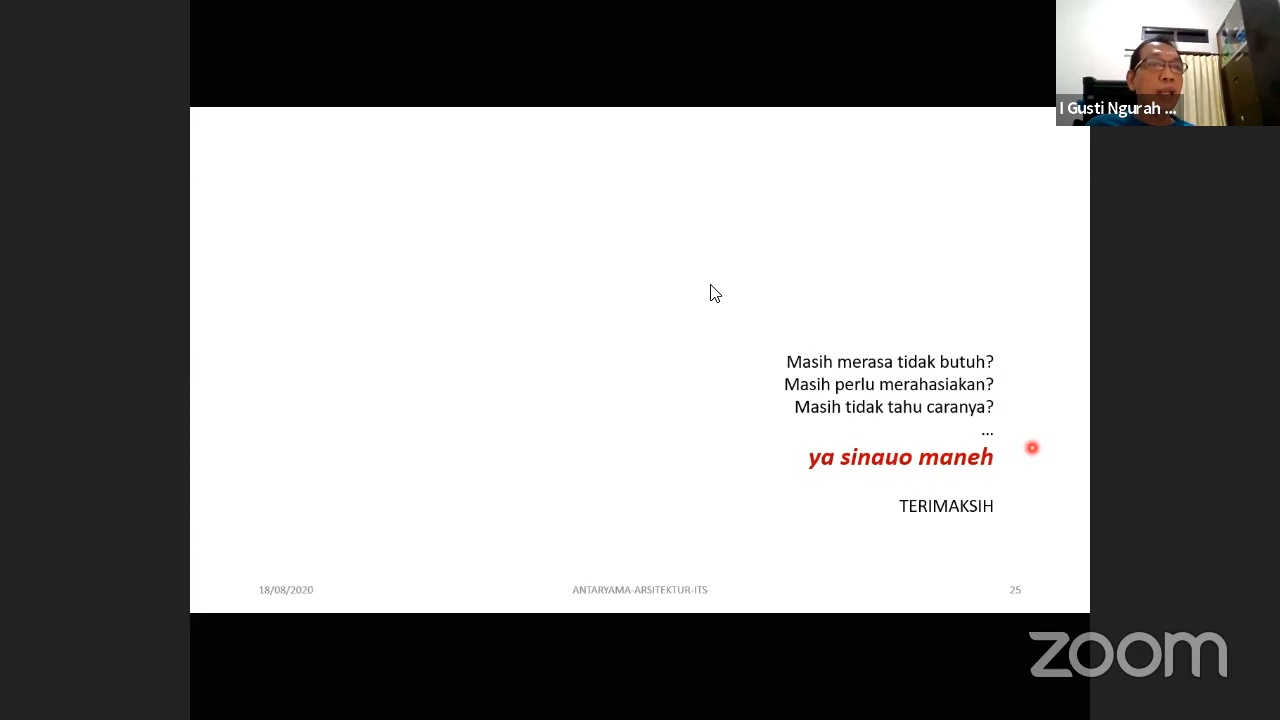 I Gusti Ngurah ...
Masih merasa tidak butuh?
Masih perlu merahasiakan?
Masih tidak tahu caranya?
...
ya sinauo maneh
TERIMAKSIH
18/08/2020
ANTARYAMA-ARSITEKTUR-ITS
25
zoom